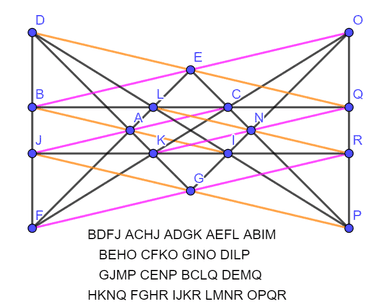 D O
E
B L C Q
A N
J K I R
G
F P
BDFJ ACHJ ADGK AEFL ABIM
BEHO CFKO GINO DILP
GJMP CENP BCLQ DEMQ
HKNQ FGHR IJKR LMNR OPQR